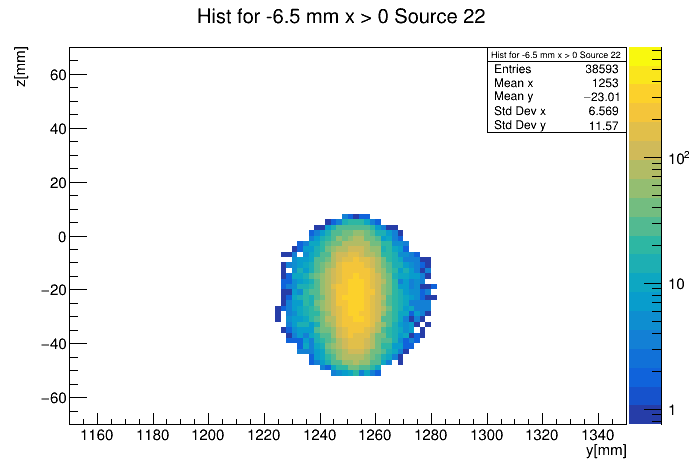 Hist for -6.5 mm x > 0 Source 22
z[mm]
Hist for -6.5 mm x > 0 Source 22
Entries 38593
Mean x 1253
Mean y −23.01
Std Dev x 6.569
Std Dev y 11.57
60
40
20
0
−20
−40
−60
10²
10
1
1160 1180 1200 1220 1240 1260 1280 1300 1320 1340
y[mm]